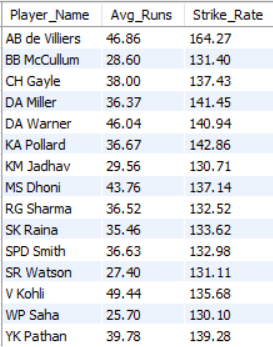 Player_Name Avg_Runs Strike_Rate
AB de Villiers 46.86 164.27
BB McCullum 28.60 131.40
CH Gayle 38.00 137.43
DA Miller 36.37 141.45
DA Warner 46.04 140.94
KA Pollard 36.67 142.86
KM Jadhav 29.56 130.71
MS Dhoni 43.76 137.14
RG Sharma 36.52 132.52
SK Raina 35.46 133.62
SPD Smith 36.63 132.98
SR Watson 27.40 131.11
V Kohli 49.44 135.68
WP Saha 25.70 130.10
YK Pathan 39.78 139.28